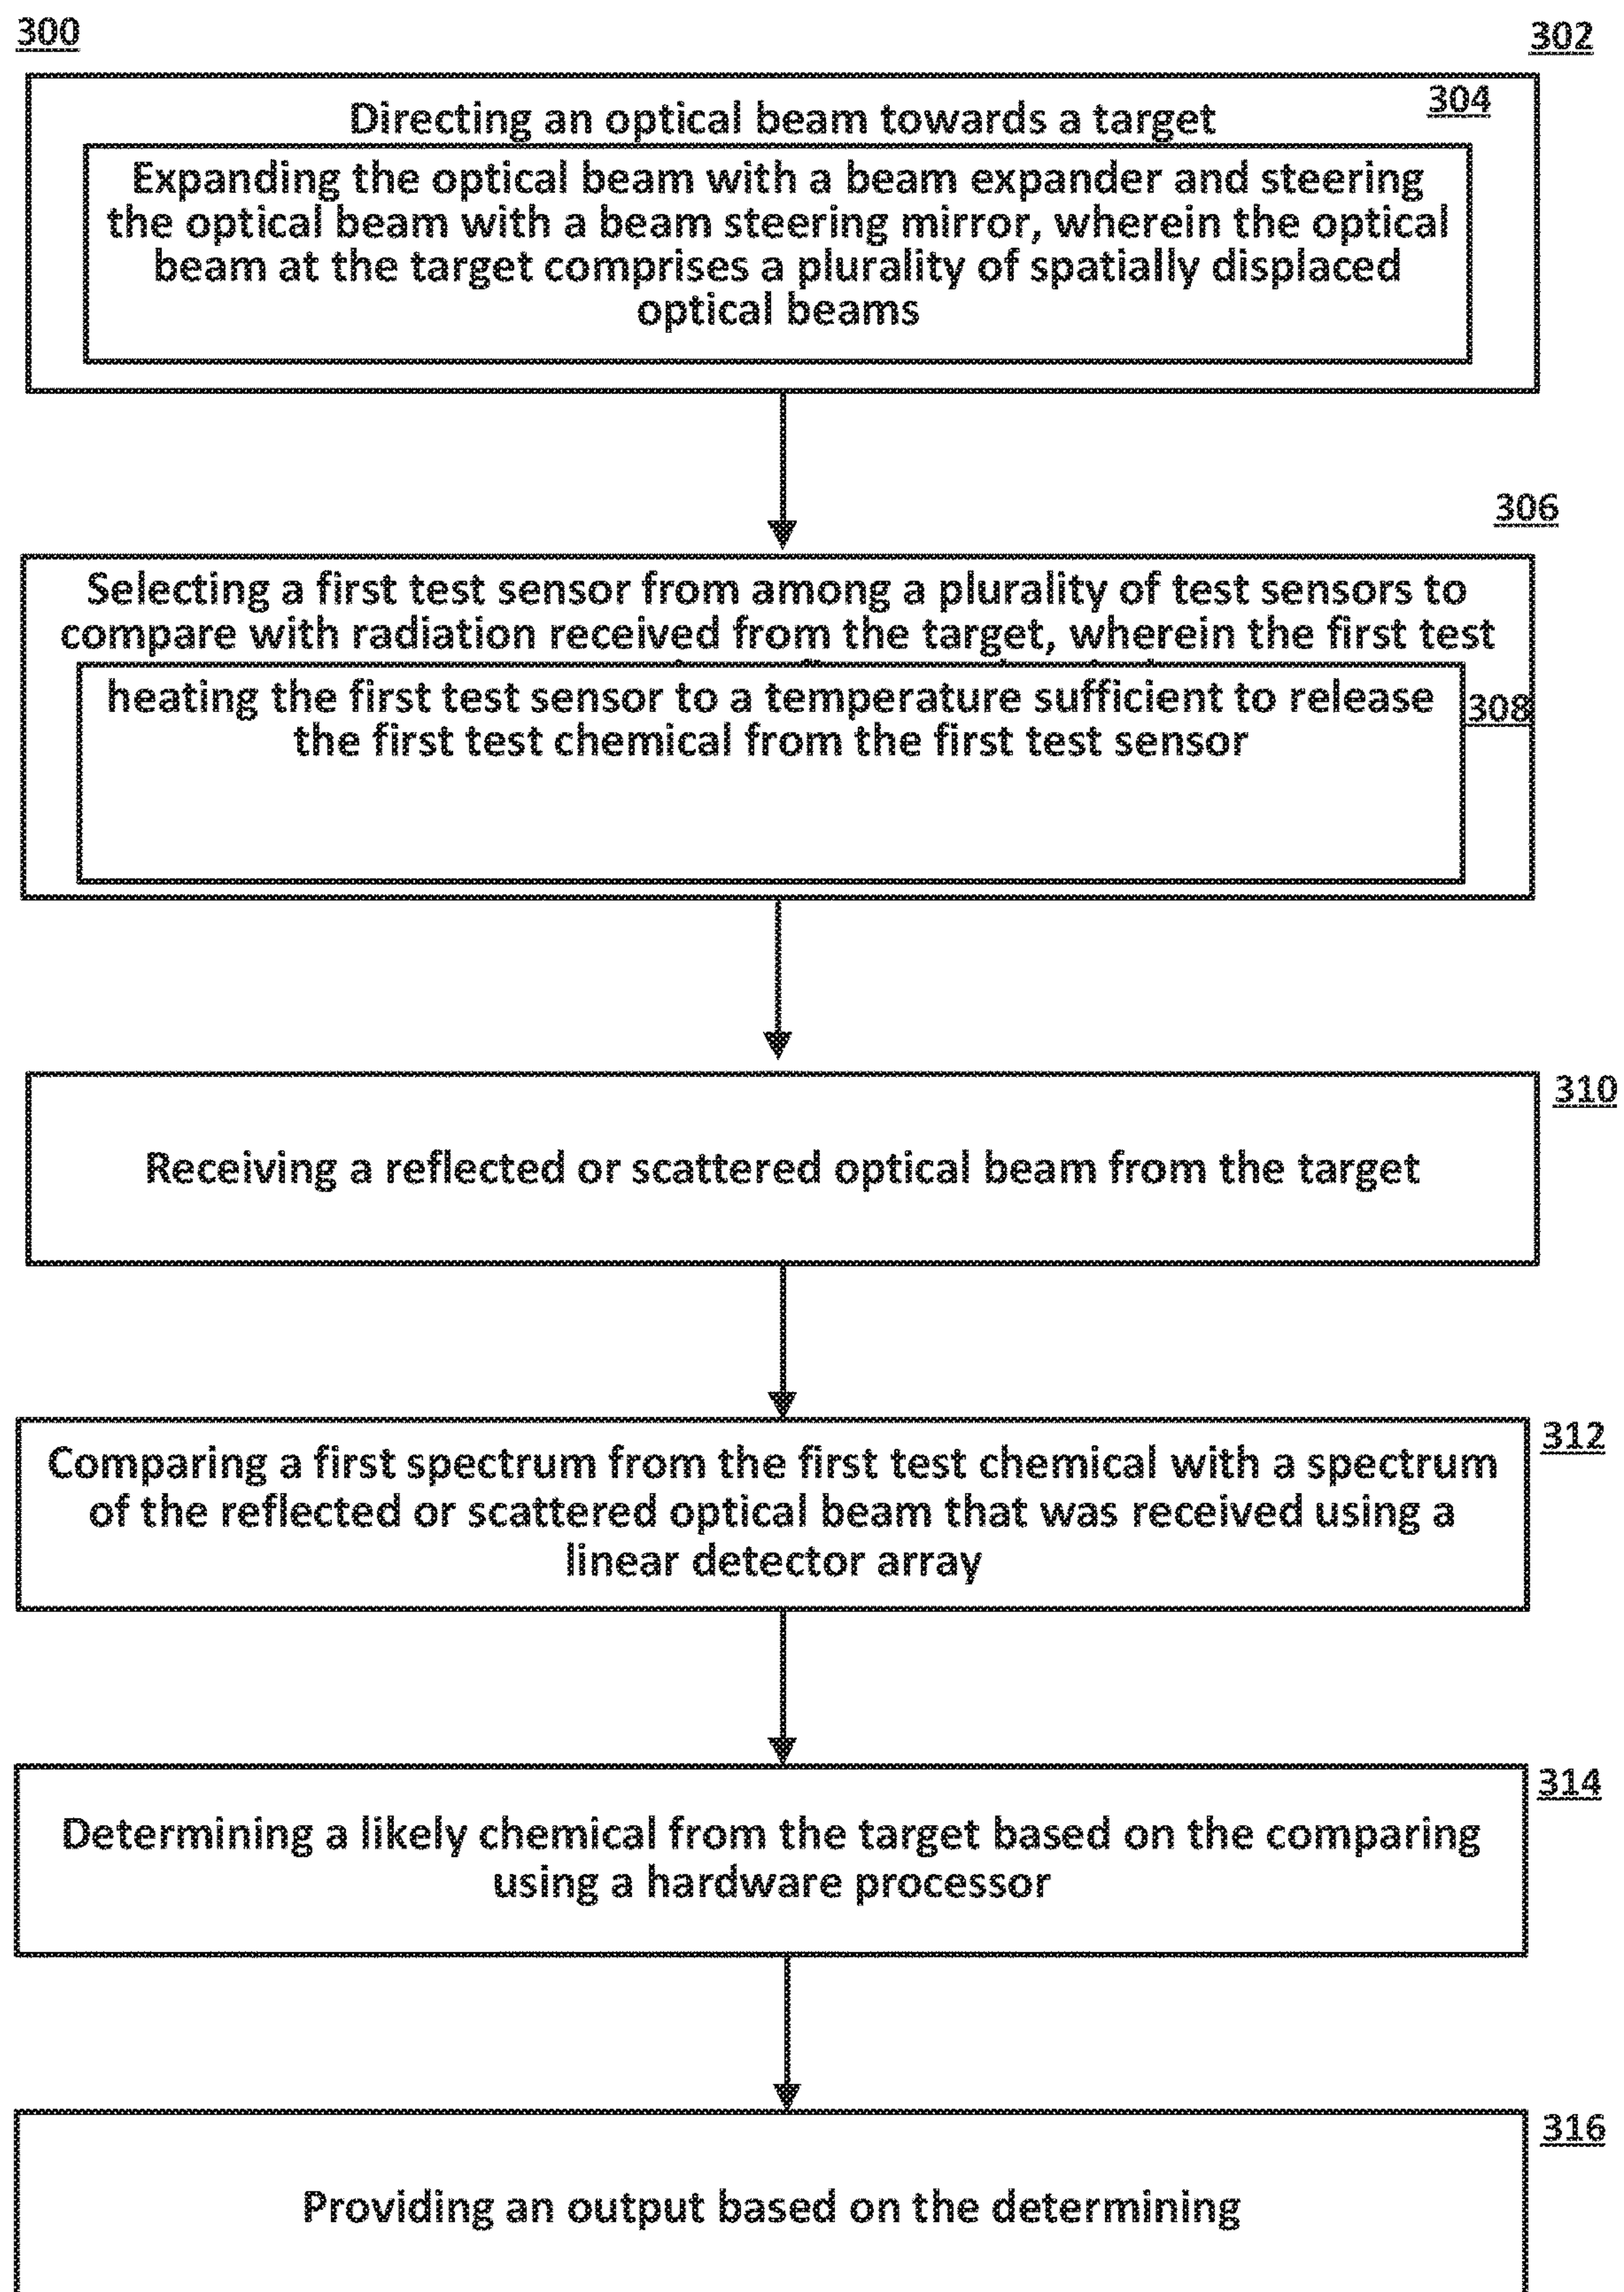 300
302
Directing an optical beam towards a target
304
Expanding the optical beam with a beam expander and steering
the optical beam with a beam steering mirror, wherein the optical
beam at the target comprises a plurality of spatially displaced
optical beams
306
Selecting a first test sensor from among a plurality of test sensors to
compare with radiation received from the target, wherein the first test
heating the first test sensor to a temperature sufficient to release
the first test chemical from the first test sensor
308
310
Receiving a reflected or scattered optical beam from the target
312
Comparing a first spectrum from the first test chemical with a spectrum
of the reflected or scattered optical beam that was received using a
linear detector array
314
Determining a likely chemical from the target based on the comparing
using a hardware processor
316
Providing an output based on the determining